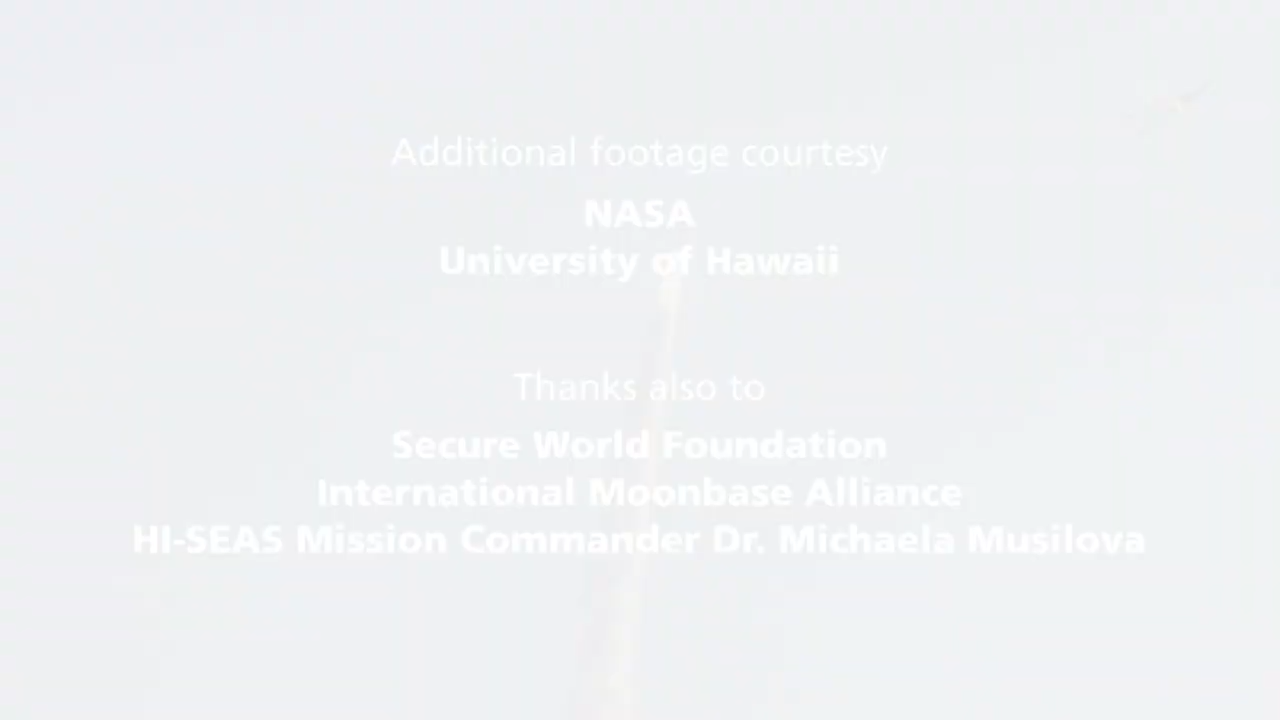 Additional footage courtesy
NASA
University of Hawaii
Thanks also to
Secure World Foundation
International Moonbase Alliance
HI-SEAS Mission Commander Dr. Michaela Musilova